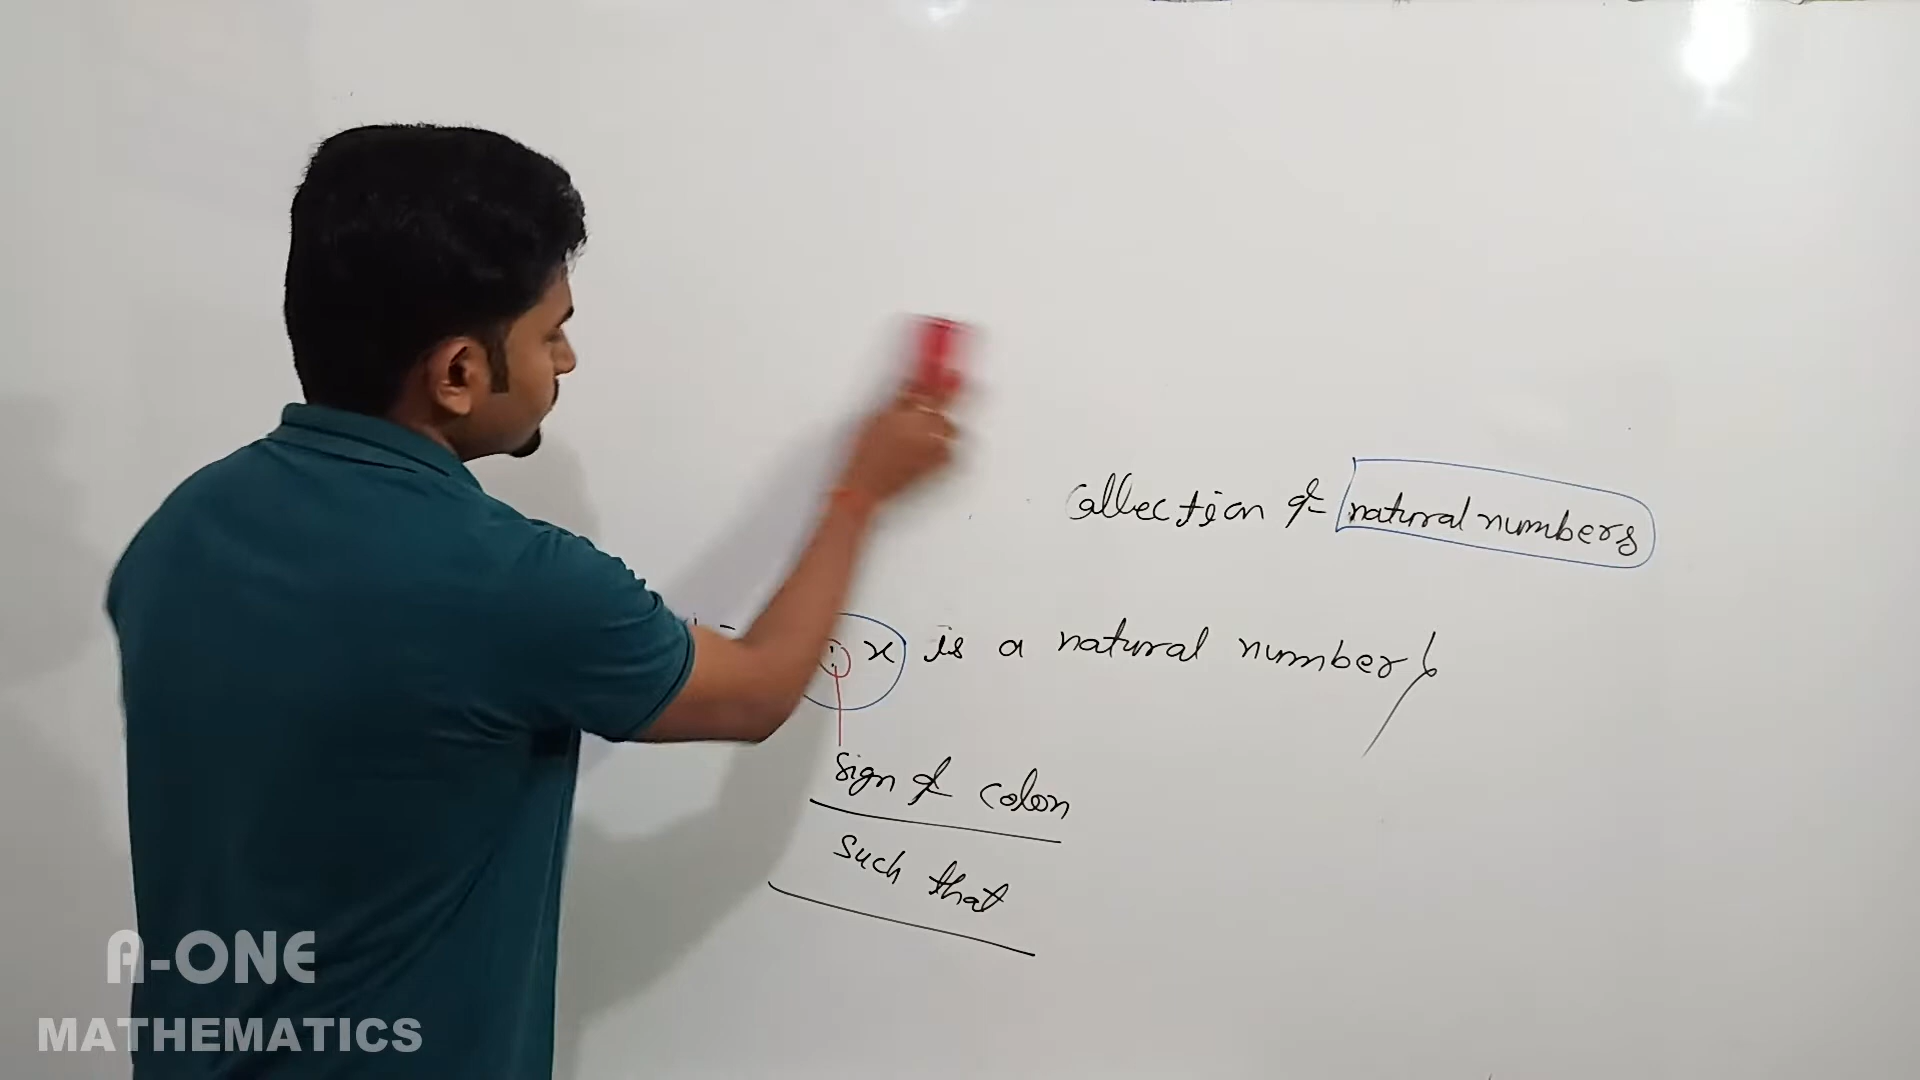 Collection of natural numbers
: x is a natural number}
sign of colon
such that
A-ONE
MATHEMATICS